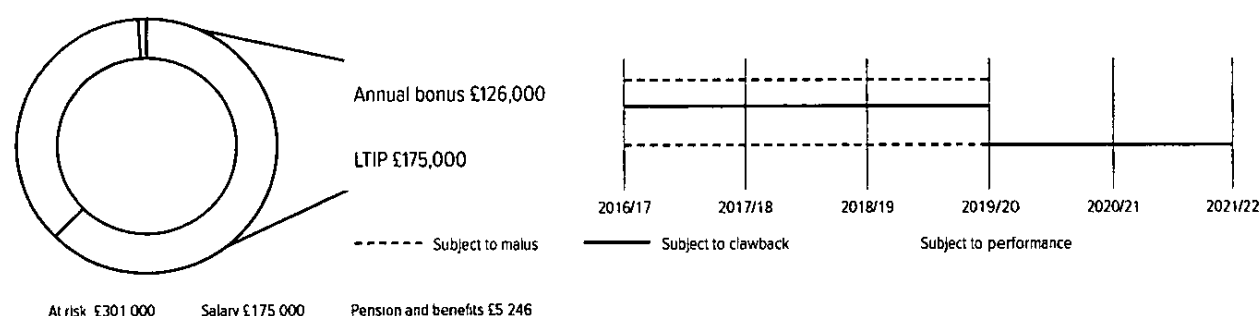 Annual bonus £126,000
LTIP £175,000
2016/17 2017/18 2018/19 2019/20 2020/21 2021/22
Subject to malus Subject to clawback Subject to performance
At risk £301 000 Salary £175 000 Pension and benefits £5 246